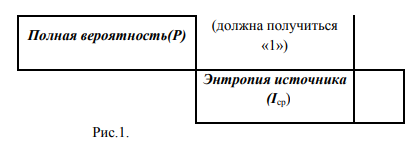 Полная вероятность(P)
(должна получиться
«1»)
Энтропия источника
(Iср)
Рис.1.